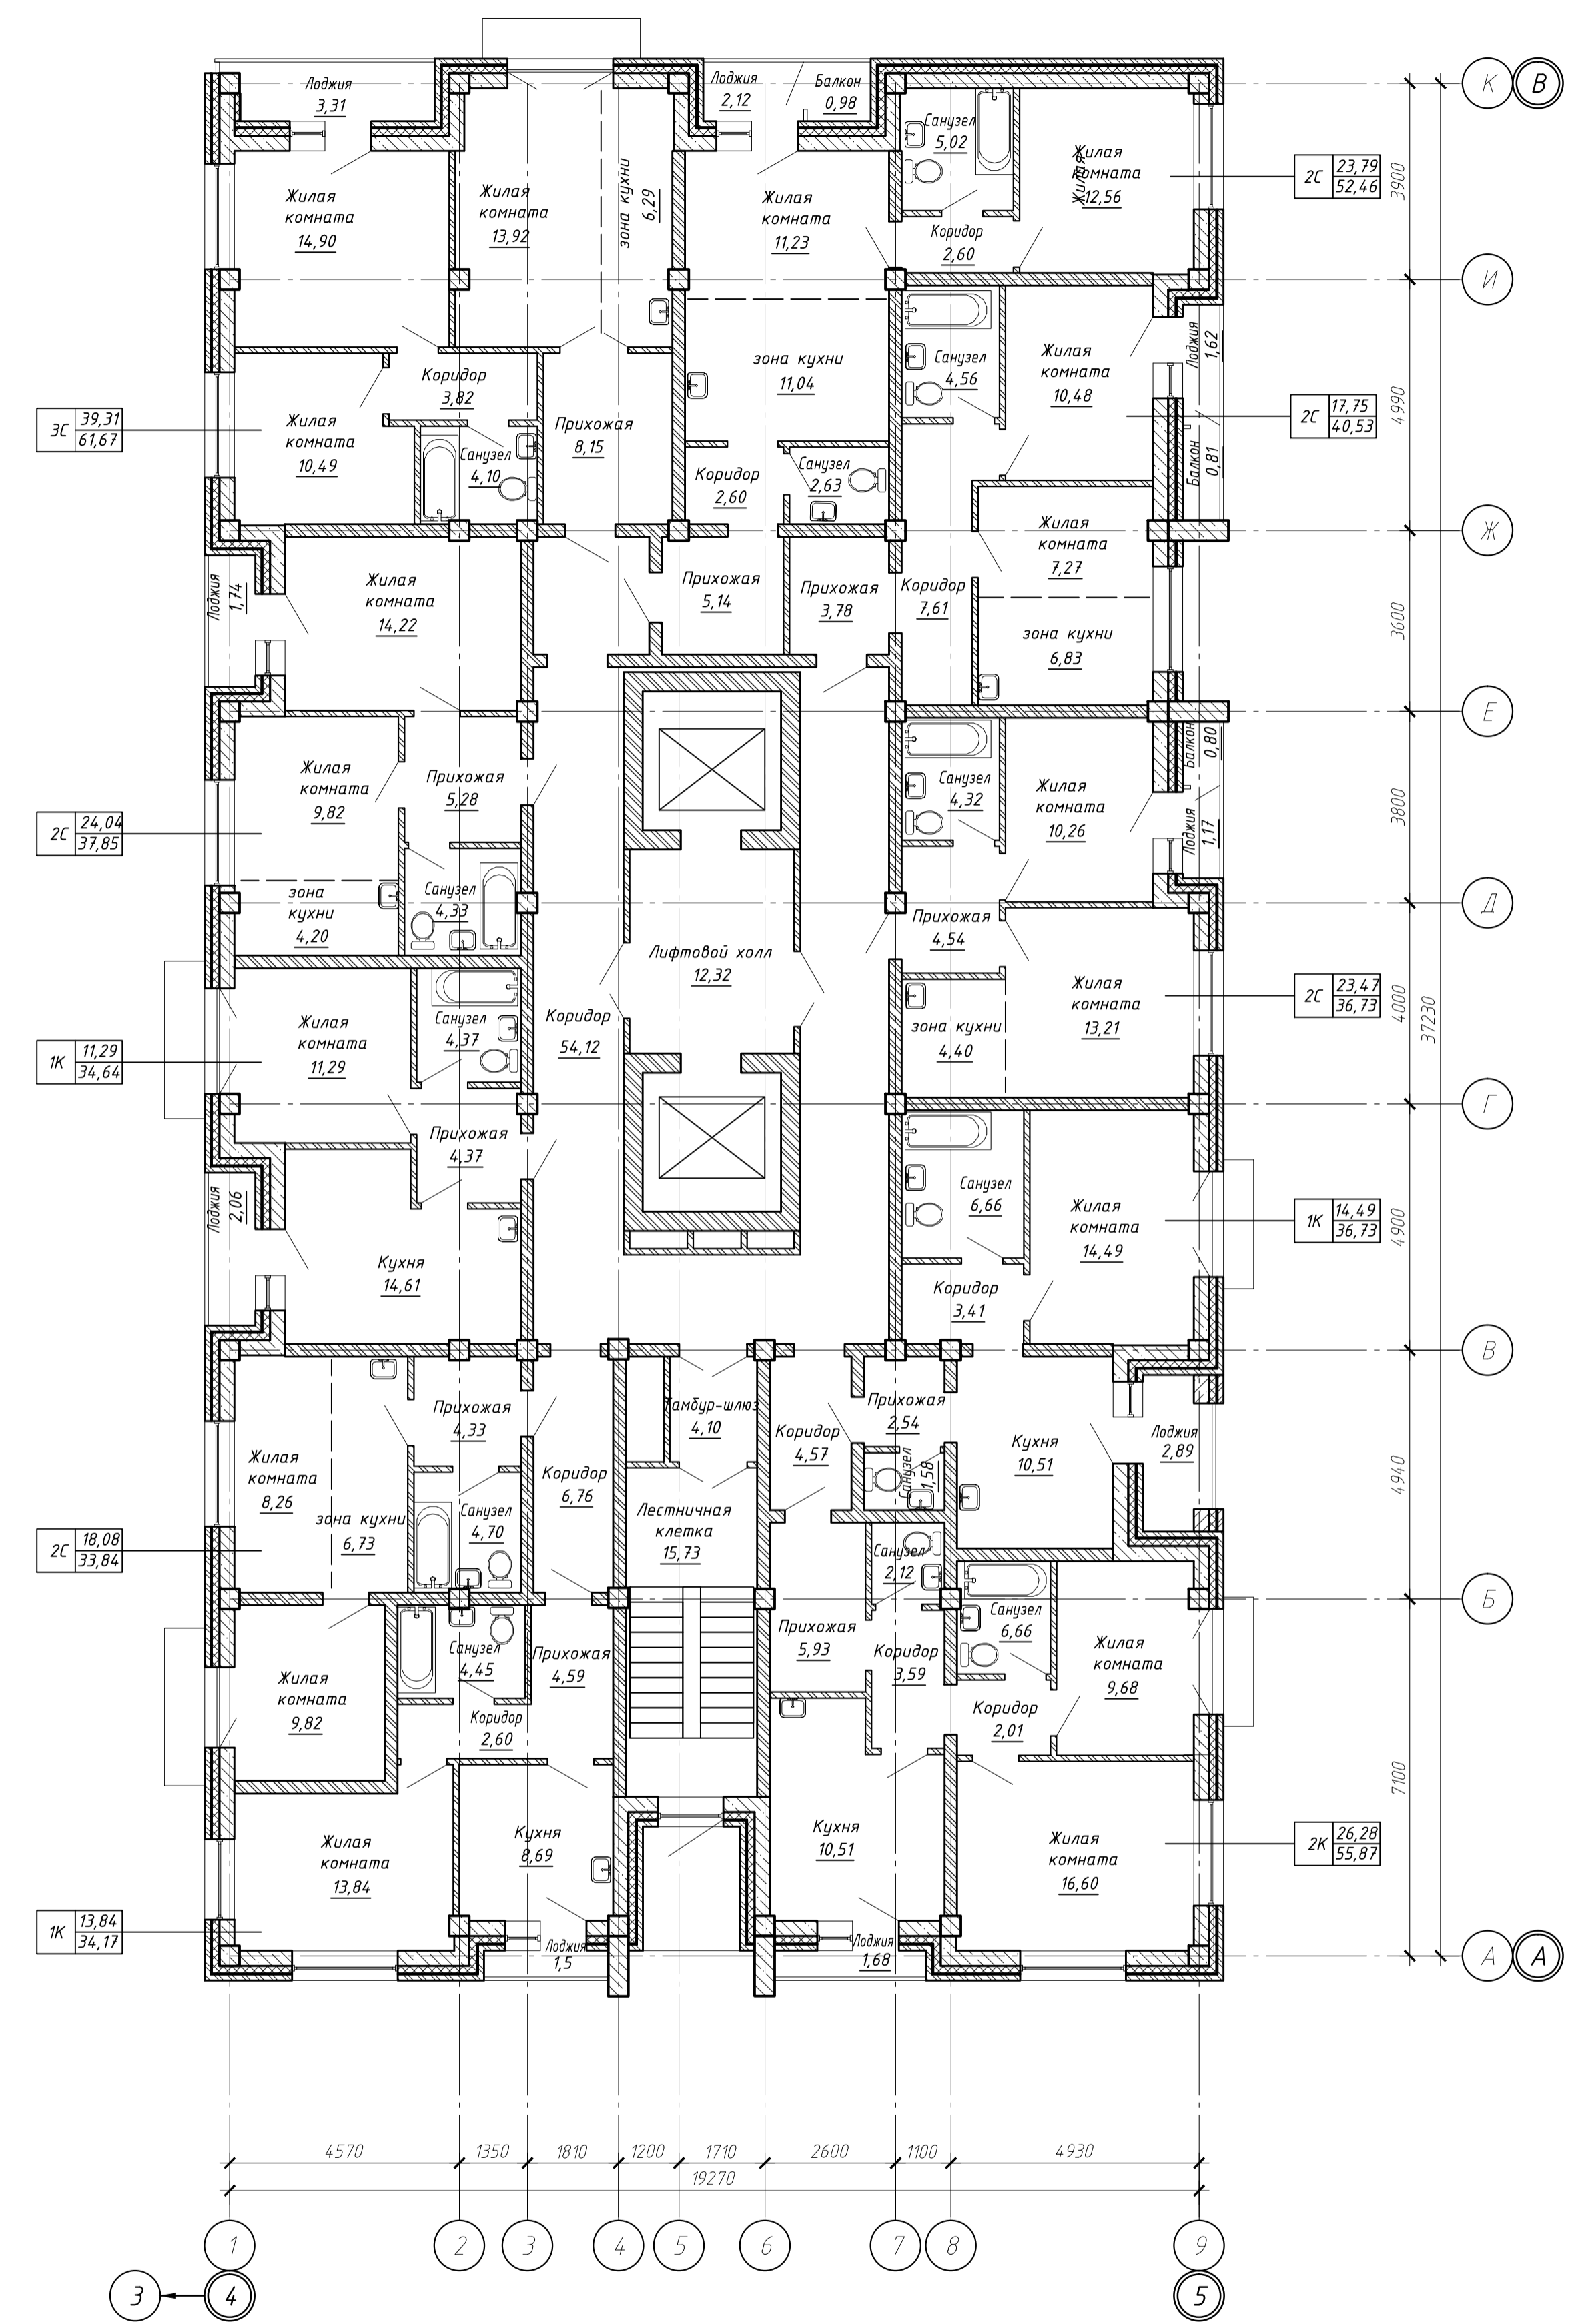 Лоджия
3,31
Лоджия
2,12
Балкон
0,98
К
В
Санузел
5,02
Жилая
комната
12,56
Жилая
2С
23,79
52,46
3900
Жилая
комната
14,90
Жилая
комната
13,92
зона кухни
6,29
Жилая
комната
11,23
Коридор
2,60
И
зона кухни
11,04
Санузел
4,56
Жилая
комната
10,48
Лоджия
1,62
2С
17,75
40,53
4990
Коридор
3,82
3С
39,31
61,67
Жилая
комната
10,49
Санузел
4,10
Прихожая
8,15
Коридор
2,60
Санузел
2,63
Балкон
0,81
Ж
Жилая
комната
7,27
Лоджия
1,74
Жилая
комната
14,22
Прихожая
5,14
Прихожая
3,78
Коридор
7,61
зона кухни
6,83
3600
Е
Балкон
0,80
Жилая
комната
9,82
Прихожая
5,28
Санузел
4,32
Жилая
комната
10,26
Лоджия
1,17
3800
2С
24,04
37,85
зона
кухни
4,20
Санузел
4,33
Д
Прихожая
4,54
Лифтовой холл
12,32
Жилая
комната
13,21
2С
23,47
36,73
4000
37230
зона кухни
4,40
Коридор
54,12
1К
11,29
34,64
Жилая
комната
11,29
Санузел
4,37
Г
Прихожая
4,37
Лоджия
2,06
Санузел
6,66
Жилая
комната
14,49
1К
14,49
36,73
4900
Кухня
14,61
Коридор
3,41
В
Прихожая
4,33
Тамбур-шлюз
4,10
Прихожая
2,54
Коридор
4,57
Кухня
10,51
Лоджия
2,89
4940
Жилая
комната
8,26
зона кухни
6,73
Санузел
4,70
Коридор
6,76
Лестничная
клетка
15,73
Санузел
1,58
2С
18,08
33,84
Санузел
2,12
Б
Санузел
6,66
Жилая
комната
9,68
Санузел
4,45
Прихожая
4,59
Прихожая
5,93
Коридор
3,59
Жилая
комната
9,82
Коридор
2,60
Коридор
2,01
7100
Жилая
комната
13,84
Кухня
8,69
Кухня
10,51
Жилая
комната
16,60
2К
26,28
55,87
1К
13,84
34,17
Лоджия
1,5
Лоджия
1,68
А
А
4570
1350
1810
1200
1710
2600
1100
4930
19270
1
2
3
4
5
6
7
8
9
3
4
5